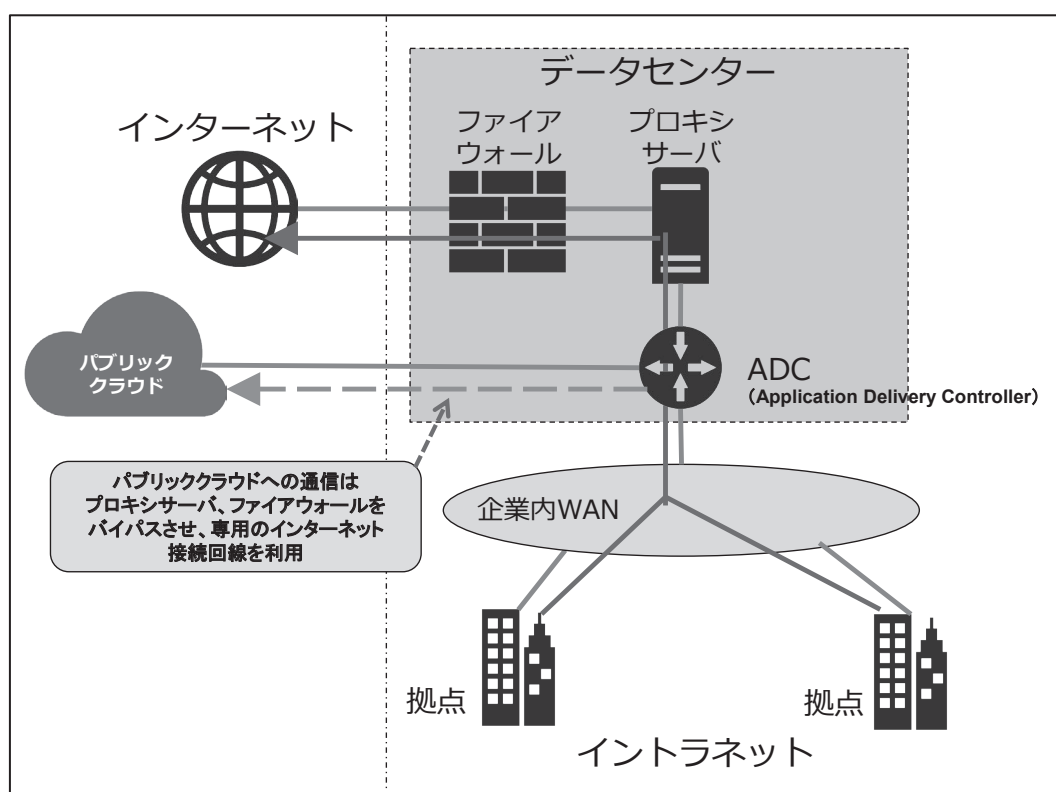 データセンター
インターネット
ファイア
ウォール
プロキシ
サーバ
パブリック
クラウド
ADC
（Application Delivery Controller）
パブリッククラウドへの通信は
プロキシサーバ、ファイアウォールを
バイパスさせ、専用のインターネット
接続回線を利用
企業内WAN
拠点
拠点
イントラネット